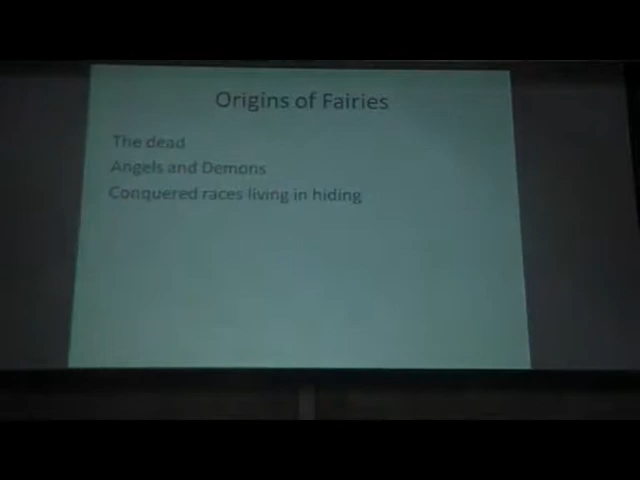 Origins of Fairies
The dead
Angels and Demons
Conquered races living in hiding